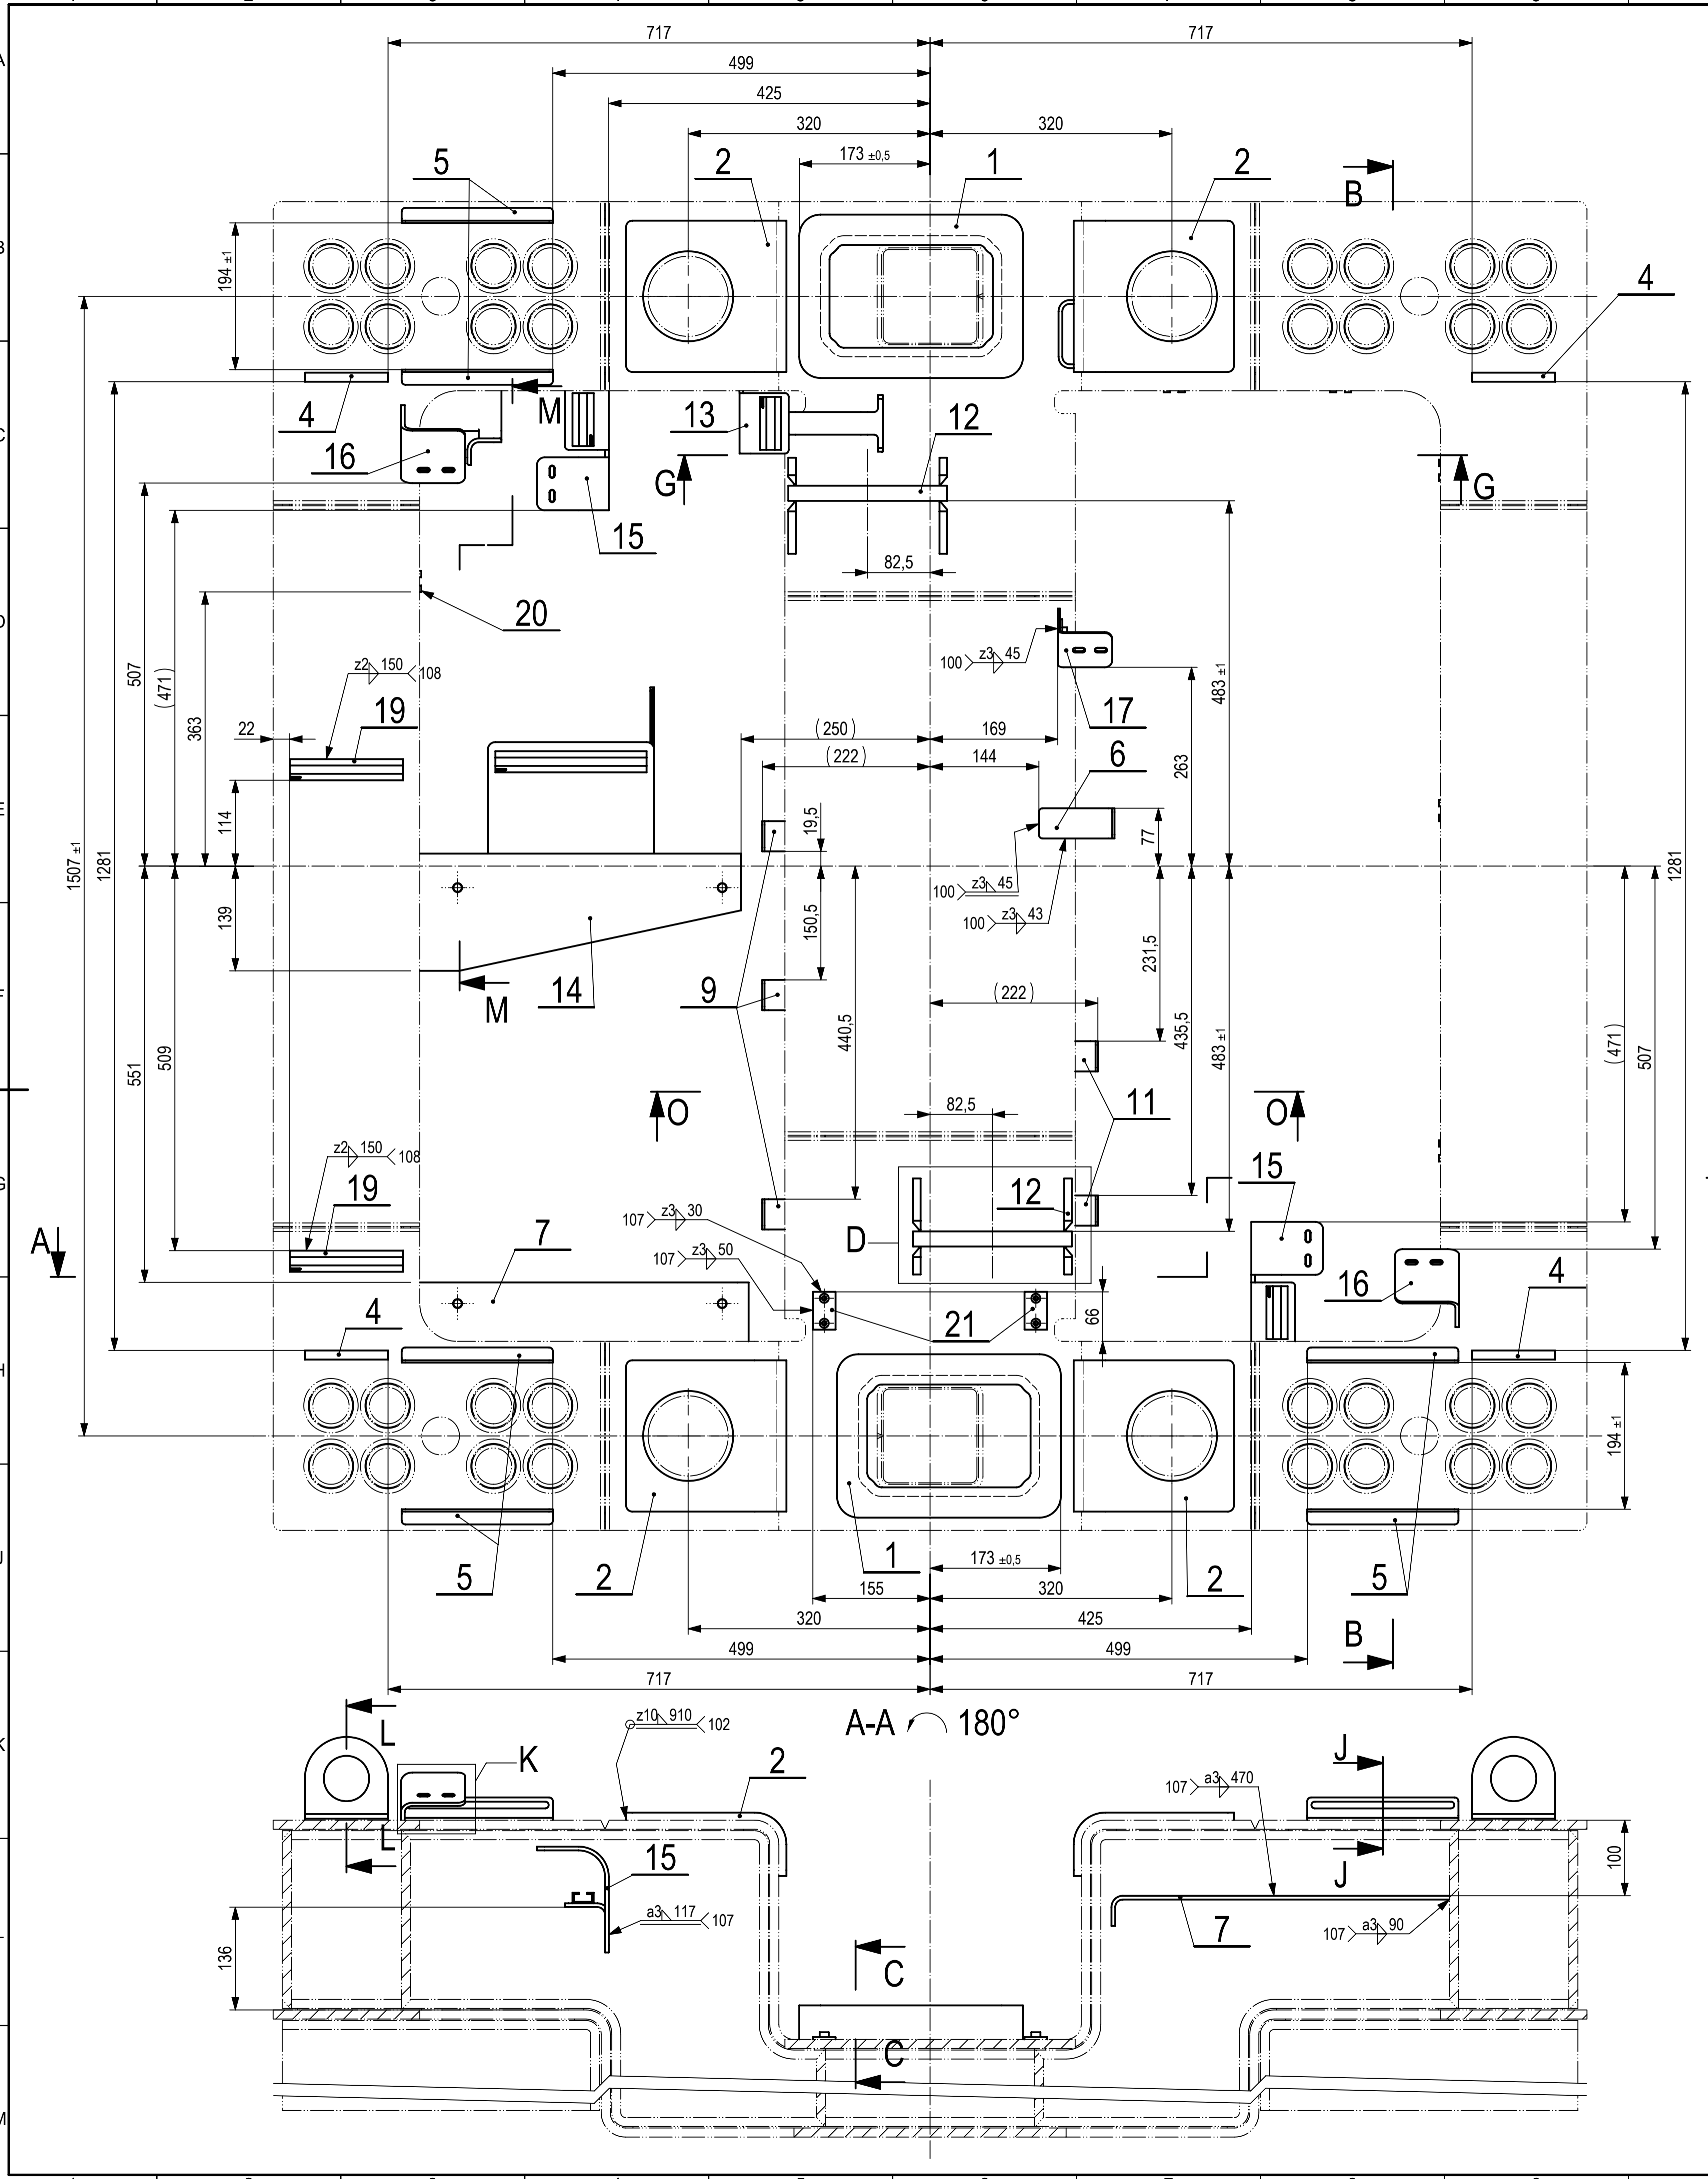 717 717
499
425
320 320
173 ±0,5
5 2 1 2 B
194 ±1
4
4 M 13 12
16 G G
15
82,5
20
z2 150 108
100 z3 45
507 (471) 363
483 ±1
19 17
22 (250) 169
(222) 144 6
263
114 19,5 77
1507 ±1 1281 1281
100 z3 45
100 z3 43
139 150,5 231,5
14 9 M
(222)
440,5 435,5 483 ±1
551 509
(471) 507
O O
11
82,5
z2 150 108
15
19 12
107 z3 30
A 7 D
107 z3 50
16 4
4 21 66
194 ±1
5 2 1 173 ±0,5 2 5
155 320
320 425
B
499 499
717 717
L z10 910 102 A-A 180°
K 2 J
107 a3 470
L 15 J 100
a3 117 107
7 107 a3 90
136
C
C
A
B
C
D
E
F
G
H
J
K
L
M